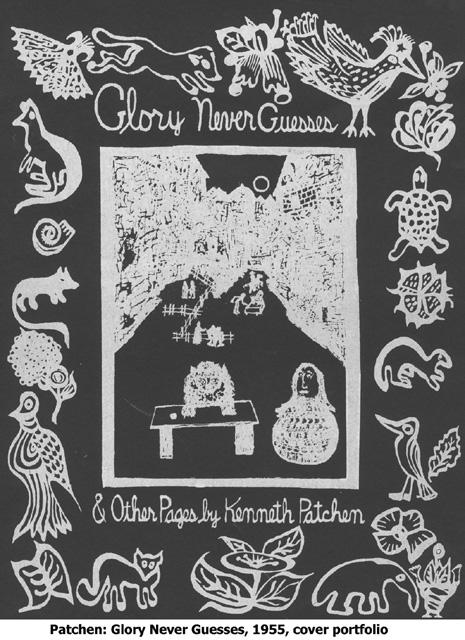 Glory Never Guesses
& Other Pages by Kenneth Patchen
Patchen: Glory Never Guesses, 1955, cover portfolio